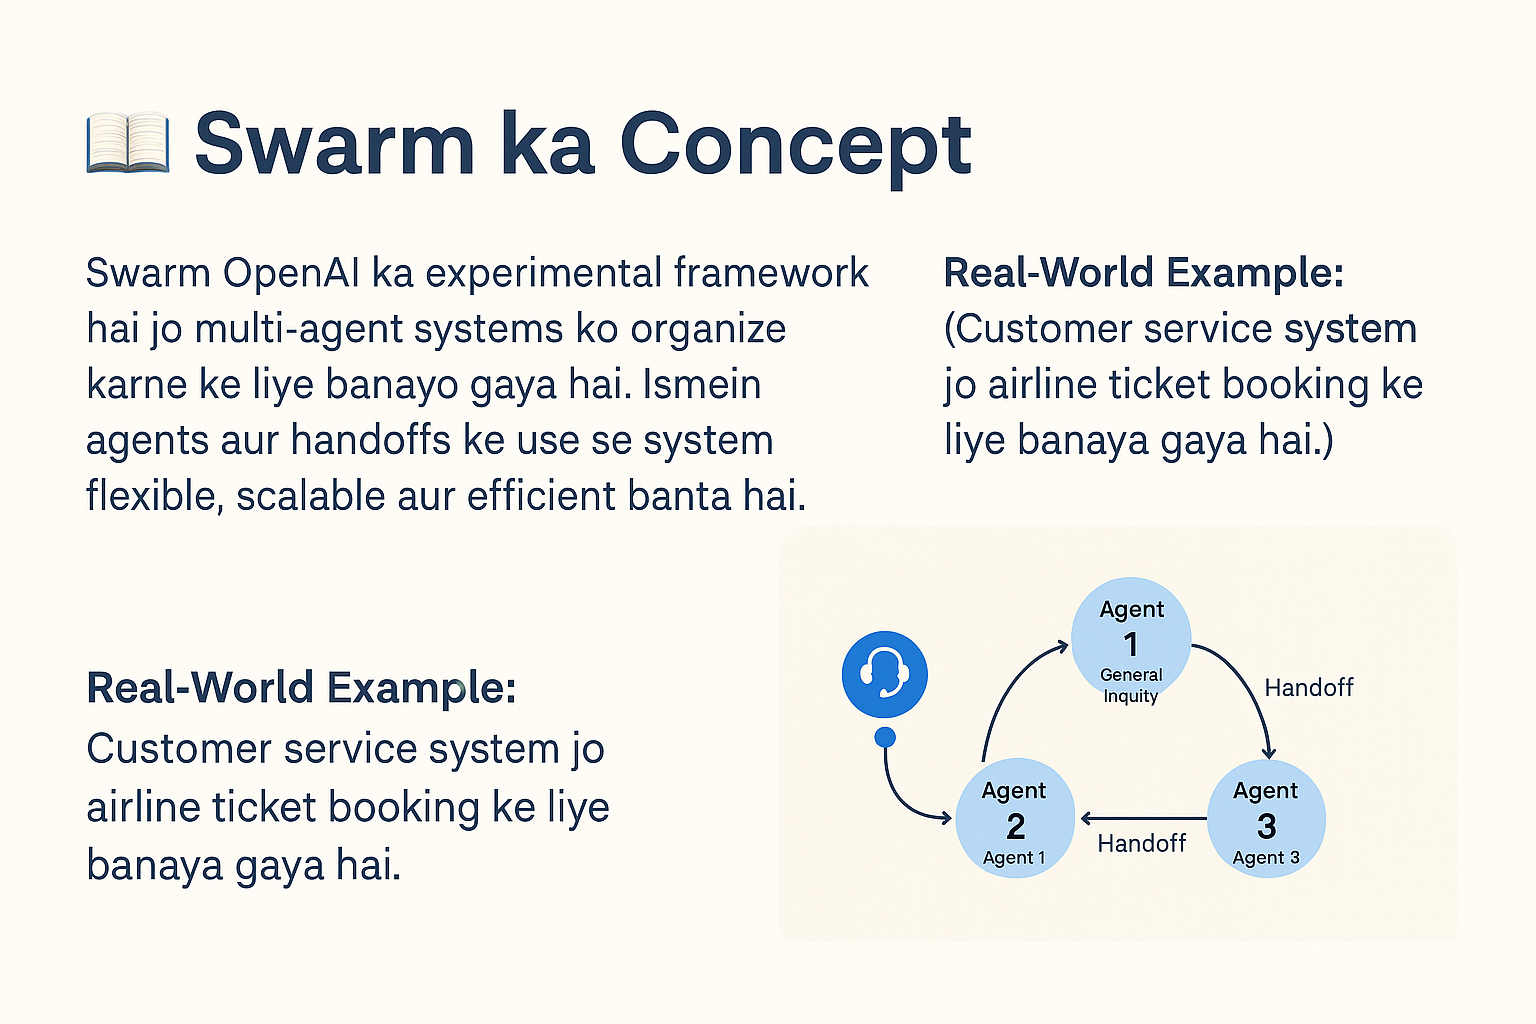 Swarm ka Concept
Swarm OpenAI ka experimental framework
hai jo multi-agent systems ko organize
karne ke liye banayo gaya hai. Ismein
agents aur handoffs ke use se system
flexible, scalable aur efficient banta hai.
Real-World Example:
(Customer service system
jo airline ticket booking ke
liye banaya gaya hai.)
Real-World Example:
Customer service system jo
airline ticket booking ke liye
banaya gaya hai.
Agent
1
General
Inquity
Handoff
Agent
2
Agent 1
Handoff
Agent
3
Agent 3